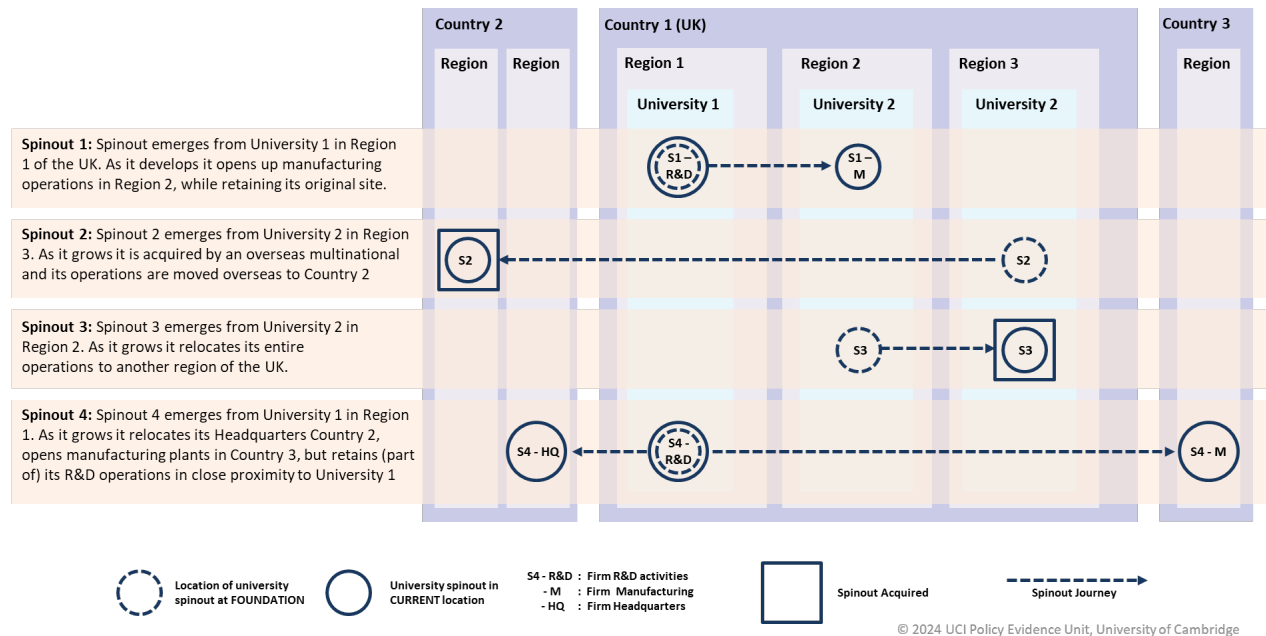 Country 2
Country 1 (UK)
Country 3
Region
Region
Region 1
Region 2
Region 3
Region
University 1
University 2
University 2
Spinout 1: Spinout emerges from University 1 in Region
1 of the UK. As it develops it opens up manufacturing
operations in Region 2, while retaining its original site.
S1 –
R&D
S1 –
M
Spinout 2: Spinout 2 emerges from University 2 in Region
3. As it grows it is acquired by an overseas multinational
and its operations are moved overseas to Country 2
S2
S2
Spinout 3: Spinout 3 emerges from University 2 in
Region 2. As it grows it relocates its entire
operations to another region of the UK.
S3
S3
Spinout 4: Spinout 4 emerges from University 1 in Region
1. As it grows it relocates its Headquarters Country 2,
opens manufacturing plants in Country 3, but retains (part
of) its R&D operations in close proximity to University 1
S4 - HQ
S4 -
R&D
S4 - M
Location of university
spinout at FOUNDATION
University spinout in
CURRENT location
S4 - R&D : Firm R&D activities
- M : Firm Manufacturing
- HQ : Firm Headquarters
Spinout Acquired
Spinout Journey
© 2024 UCI Policy Evidence Unit, University of Cambridge